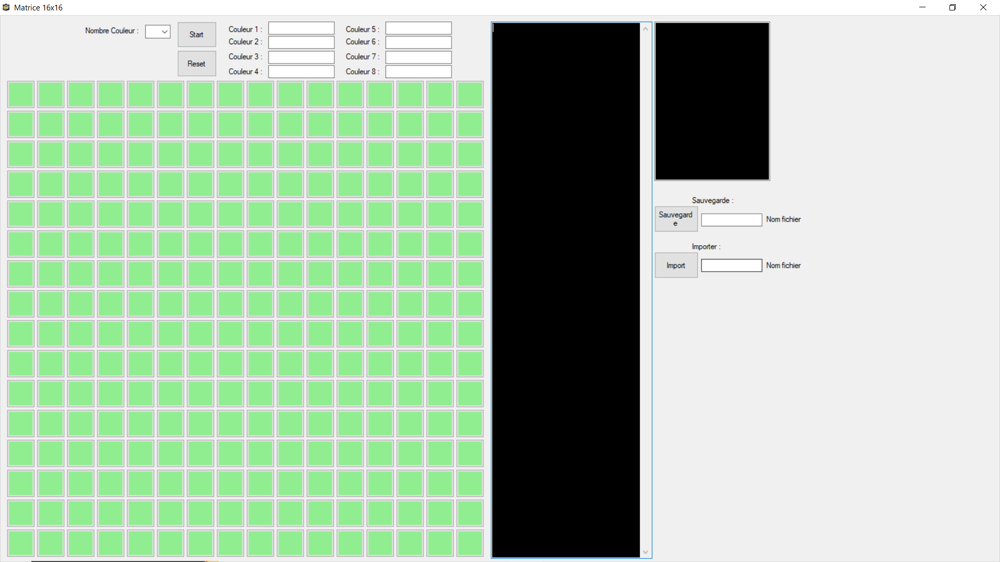 Matrice 16x16
Nombre Couleur :
Start
Reset
Couleur 1 :
Couleur 2 :
Couleur 3 :
Couleur 4 :
Couleur 5 :
Couleur 6 :
Couleur 7 :
Couleur 8 :
Sauvegarde :
Sauvegard
e
Nom fichier
Importer :
Import
Nom fichier